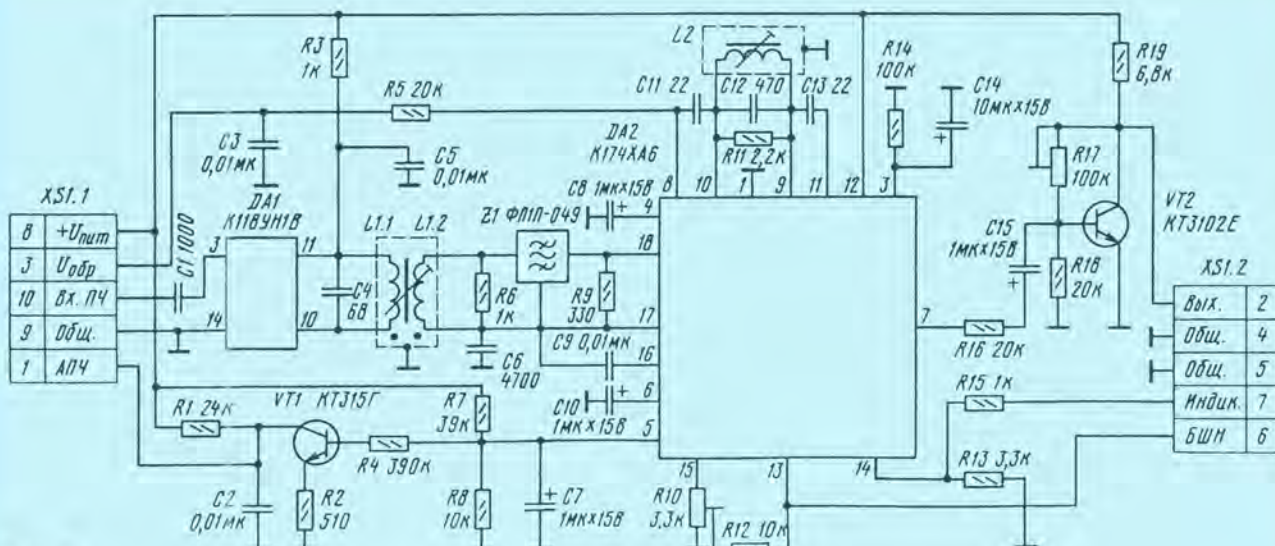 XS1.1
8 +Uпит
3 Uобр
10 Вх. ПЧ
9 Общ.
1 АПЧ
R3
1к
R5 20к
C3
0,01мк
C5
0,01мк
DA1
К118УН1В
C1 1000
3
11
14
10
C4
68
L1.1
L1.2
R6
1к
Z1 ФП1П-049
R9
330
C6
4700
C9 0,01мк
C8 1мк×15В
C10
1мк×15В
R1 24к
VT1 КТ315Г
R4 390к
R7
39к
C2
0,01мк
R2
510
R8
10к
C7
1мк×15В
L2
C11 22
C12 470
C13 22
R11 2,2к
DA2
К174ХА6
8
10
1
9
11
12
3
4
18
17
16
6
5
15
13
14
7
R10
3,3к
R12 10к
R14
100к
C14
10мк×15В
R19
6,8к
R17
100к
C15
1мк×15В
R18
20к
VT2
КТ3102Е
R16 20к
R15 1к
R13 3,3к
XS1.2
Вых. 2
Общ. 4
Общ. 5
Индик. 7
БШН 6